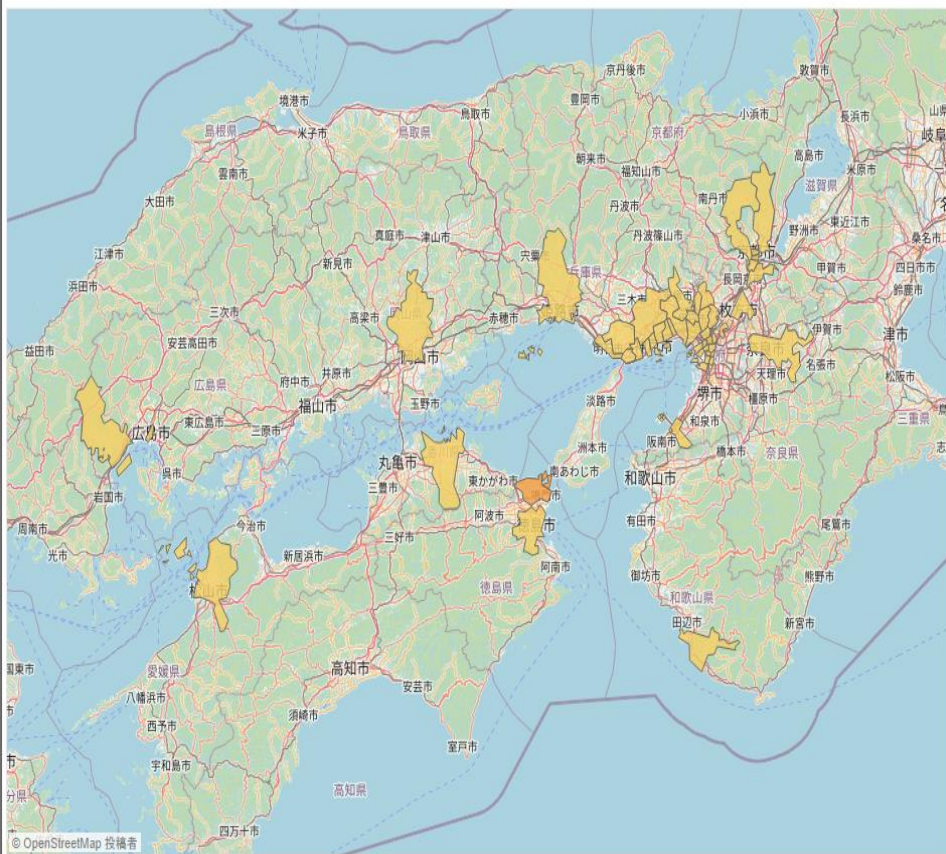 敦賀市
京丹後市
境港市
豊岡市
小浜市
長浜市
鳥取市
島根県
米子市
鳥取県
京都府
岐阜
高島市
朝来市
福知山市
米原市
雲南市
滋賀県
南丹市
大田市
丹波市
東近江市
真庭市
津山市
丹波篠山市
野洲市
桑名市
江津市
新見市
兵庫県
四日市市
浜田市
三木市
甲賀市
鈴鹿市
三次市
高梁市
赤穂市
伊賀市
津市
安芸高田市
益田市
井原市
天理市
名張市
府中市
広島県
堺市
橿原市
松阪市
玉野市
淡路市
福山市
東広島市
三原市
和泉市
三重県
広島市
洲本市
阪南市
橋本市
奈良県
丸亀市
呉市
南あわじ市
三豊市
東かがわ市
和歌山市
岩国市
阿波市
有田市
周南市
今治市
尾鷲市
三好市
光市
新居浜市
阿南市
御坊市
熊野市
徳島県
和歌山県
田辺市
新宮市
高知市
愛媛県
国東市
安芸市
八幡浜市
須崎市
西予市
室戸市
宇和島市
高知県
分県
四万十市
© OpenStreetMap 投稿者